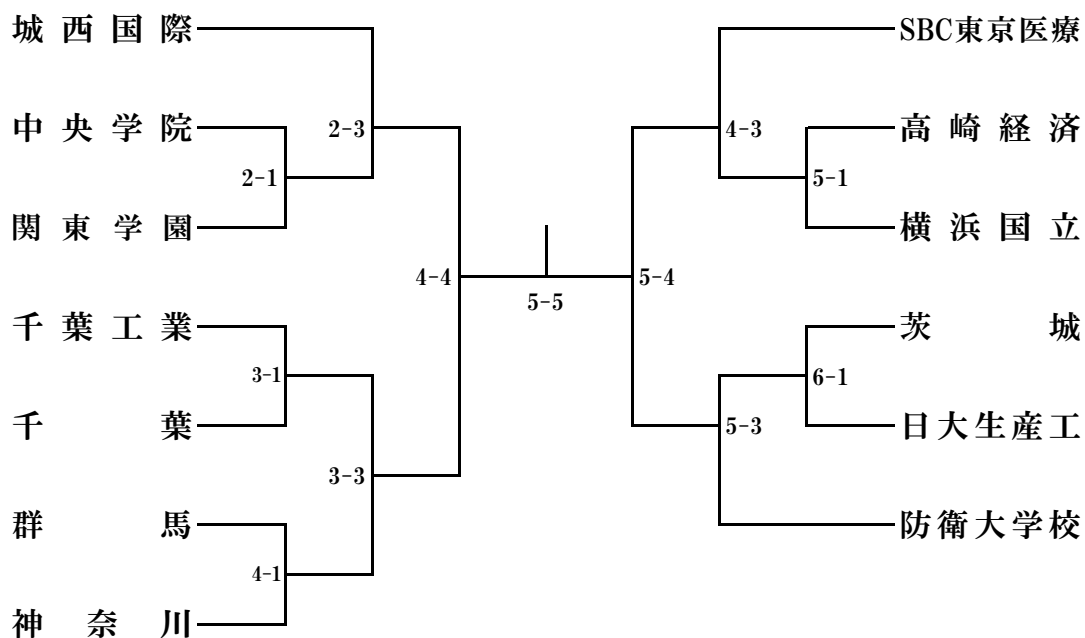 城西国際
中央学院
関東学園
千葉工業
千葉
群馬
神奈川
2-3
2-1
3-1
3-3
4-1
4-4
5-5
5-4
4-3
5-1
6-1
5-3
SBC東京医療
高崎経済
横浜国立
茨城
日大生産工
防衛大学校